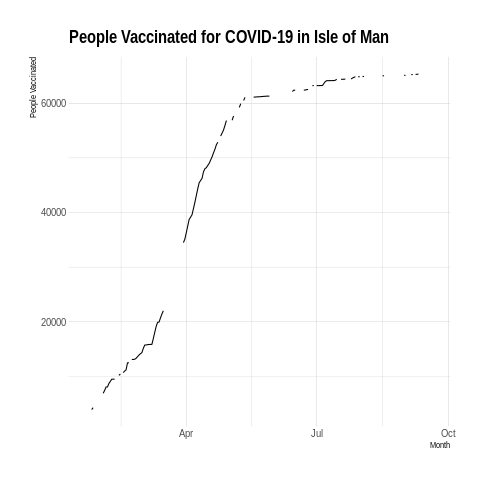 People Vaccinated for COVID-19 in Isle of Man
People Vaccinated
60000
40000
20000
Apr Jul Oct
Month